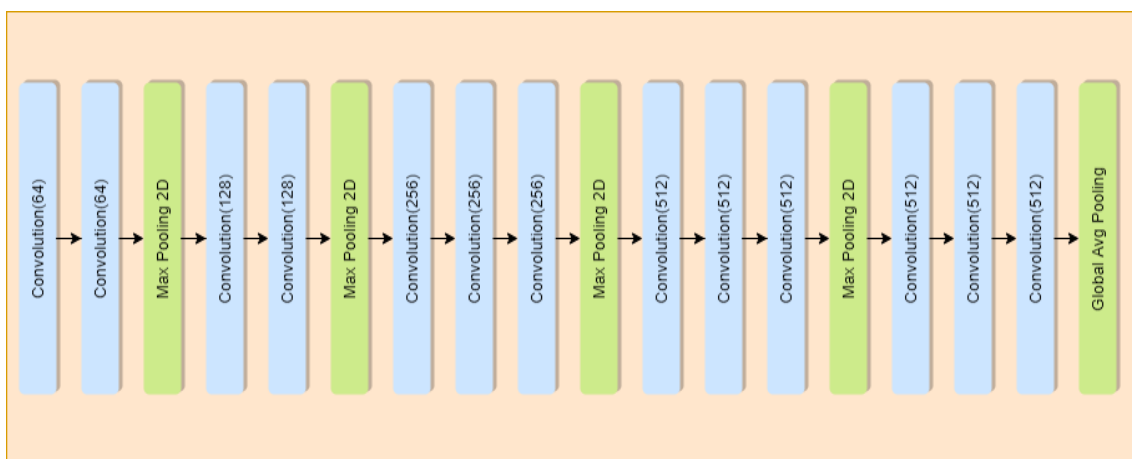 Convolution(64)
Convolution(64)
Max Pooling 2D
Convolution(128)
Convolution(128)
Max Pooling 2D
Convolution(256)
Convolution(256)
Convolution(256)
Max Pooling 2D
Convolution(512)
Convolution(512)
Convolution(512)
Max Pooling 2D
Convolution(512)
Convolution(512)
Convolution(512)
Global Avg Pooling